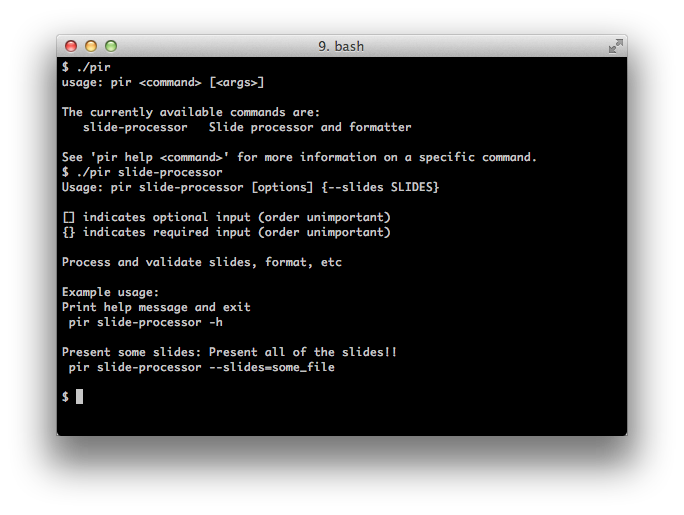 9. bash
$ ./pir
usage: pir <command> [<args>]
The currently available commands are:
slide-processor   Slide processor and formatter
See 'pir help <command>' for more information on a specific command.
$ ./pir slide-processor
Usage: pir slide-processor [options] {--slides SLIDES}
[] indicates optional input (order unimportant)
{} indicates required input (order unimportant)
Process and validate slides, format, etc
Example usage:
Print help message and exit
pir slide-processor -h
Present some slides: Present all of the slides!!
pir slide-processor --slides=some_file
$